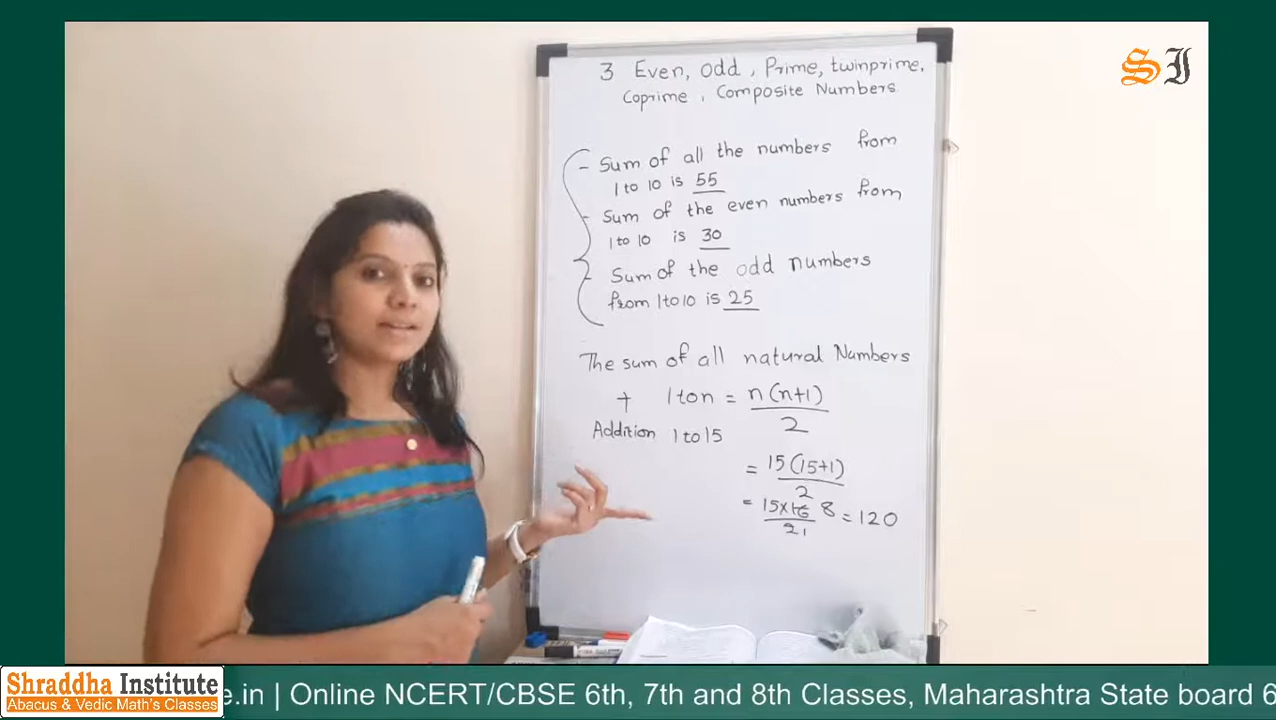 SI
3 Even, odd, Prime, twinprime,
Coprime, Composite Numbers
- Sum of all the numbers from
1 to 10 is 55
- Sum of the even numbers from
1 to 10 is 30
- Sum of the odd numbers
from 1 to 10 is 25
The sum of all natural Numbers
+ 1 to n = n(n+1)
2
Addition 1 to 15
= 15(15+1)
2
= 15×16 8 = 120
2 1
Shraddha Institute
Abacus & Vedic Math's Classes
e.in | Online NCERT/CBSE 6th, 7th and 8th Classes, Maharashtra State board 6